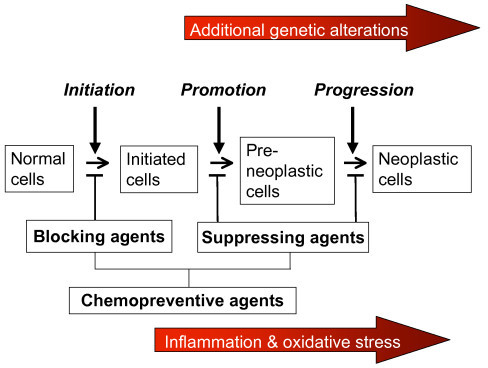 Additional genetic alterations
Initiation
Promotion
Progression
Normal
cells
Initiated
cells
Pre-
neoplastic
cells
Neoplastic
cells
Blocking agents
Suppressing agents
Chemopreventive agents
Inflammation & oxidative stress